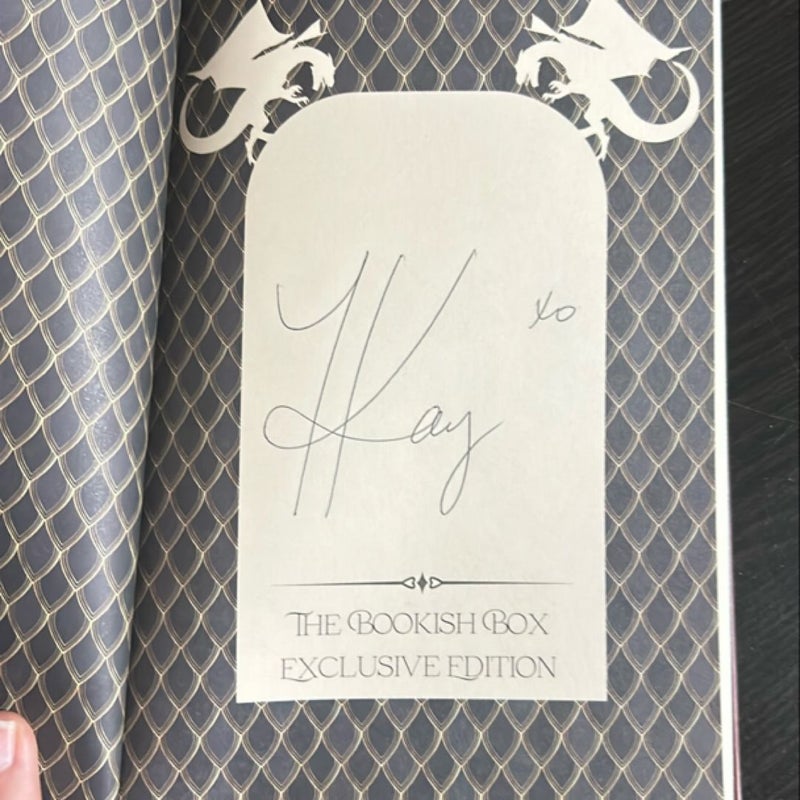 Kay
xo
THE BOOKISH BOX
EXCLUSIVE EDITION